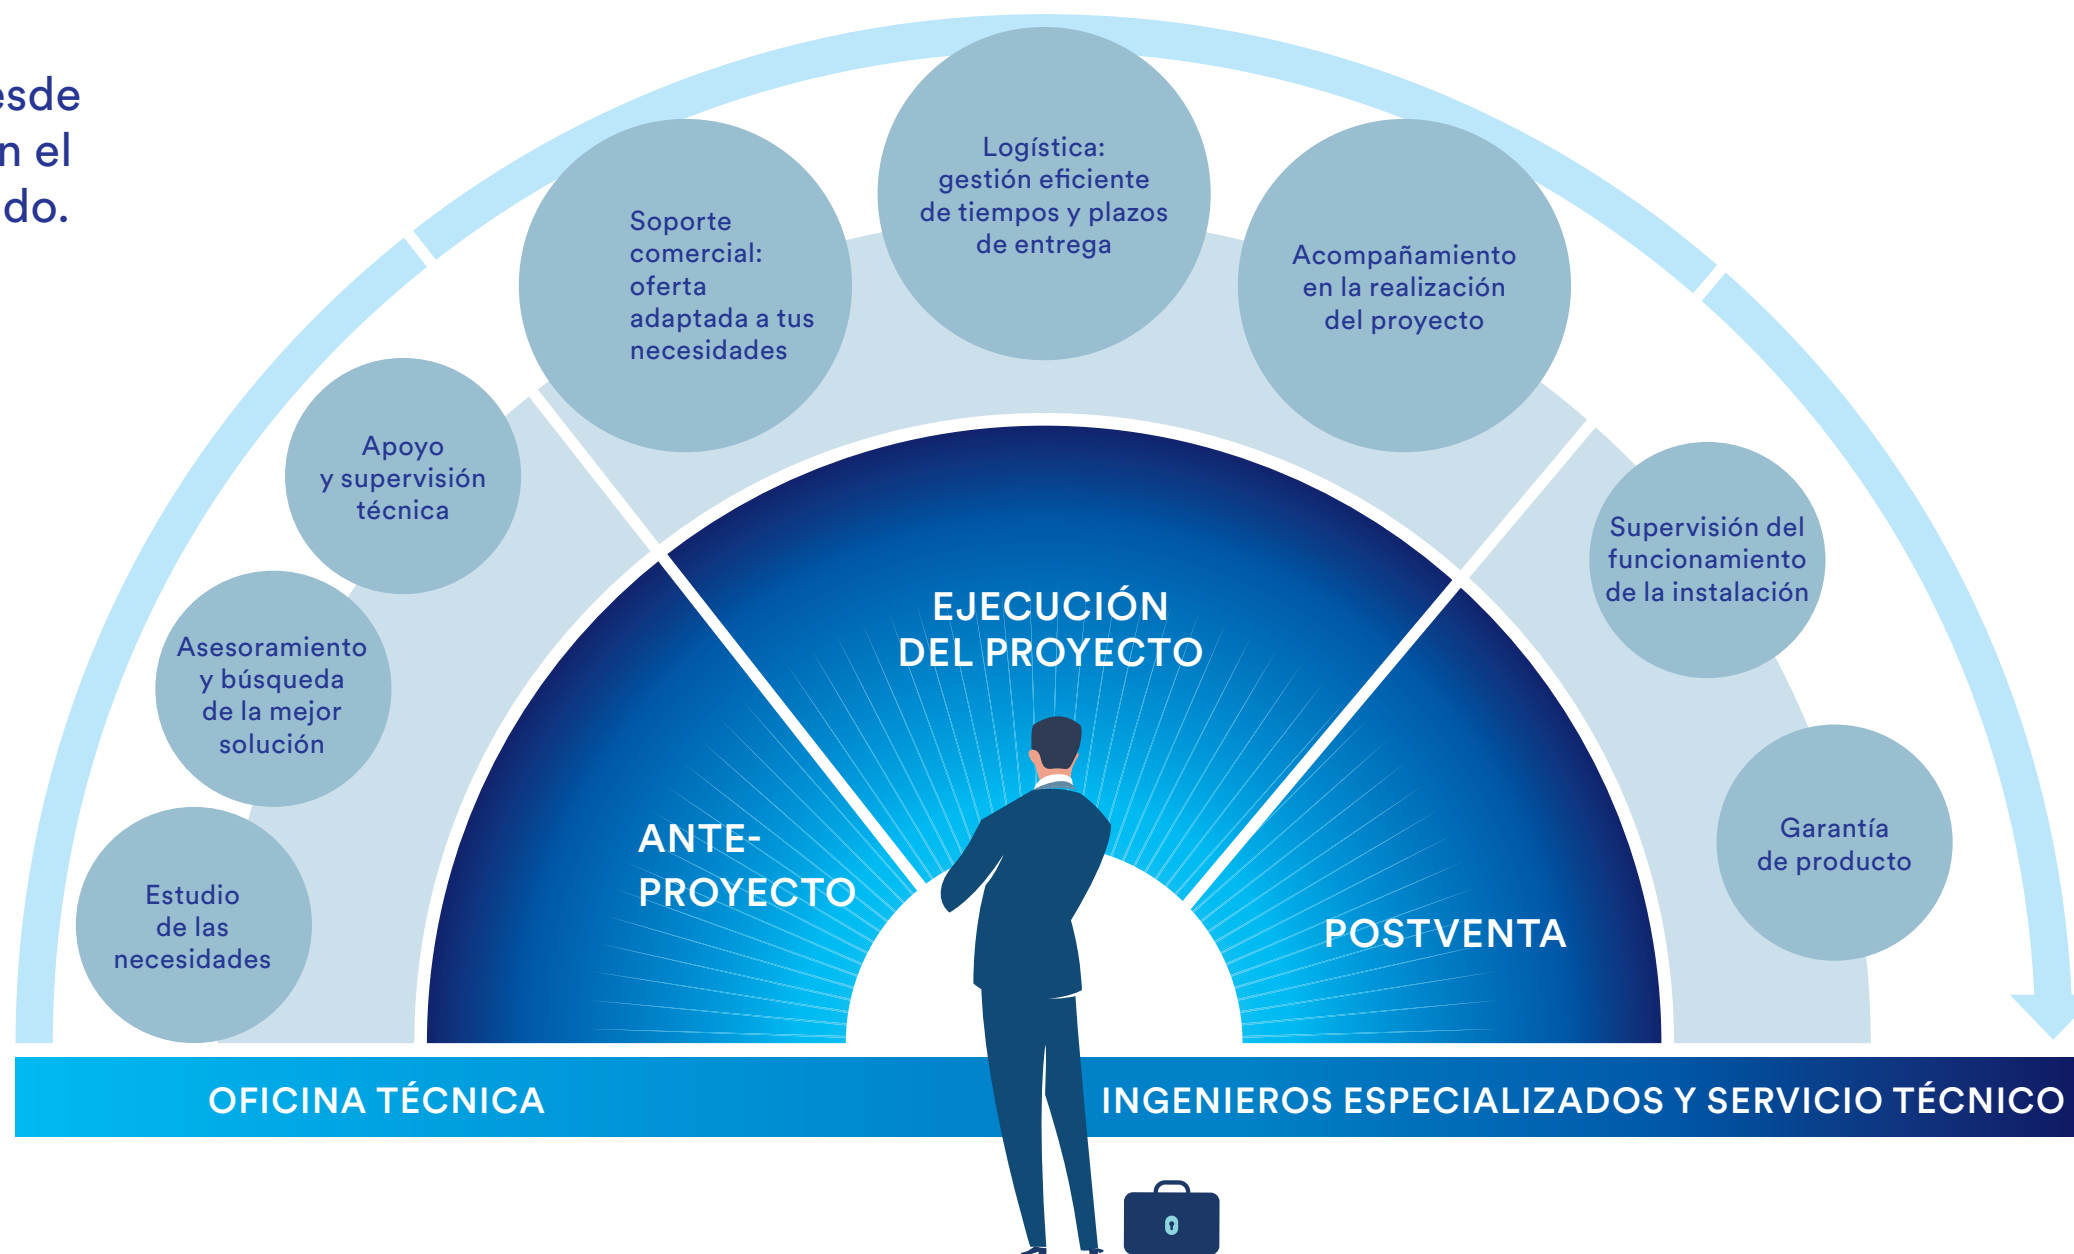 esde
n el
do.
Estudio
de las
necesidades
Asesoramiento
y búsqueda
de la mejor
solución
Apoyo
y supervisión
técnica
Soporte
comercial:
oferta
adaptada a tus
necesidades
Logística:
gestión eficiente
de tiempos y plazos
de entrega
Acompañamiento
en la realización
del proyecto
Supervisión del
funcionamiento
de la instalación
Garantía
de producto
ANTE-
PROYECTO
EJECUCIÓN
DEL PROYECTO
POSTVENTA
OFICINA TÉCNICA
INGENIEROS ESPECIALIZADOS Y SERVICIO TÉCNICO